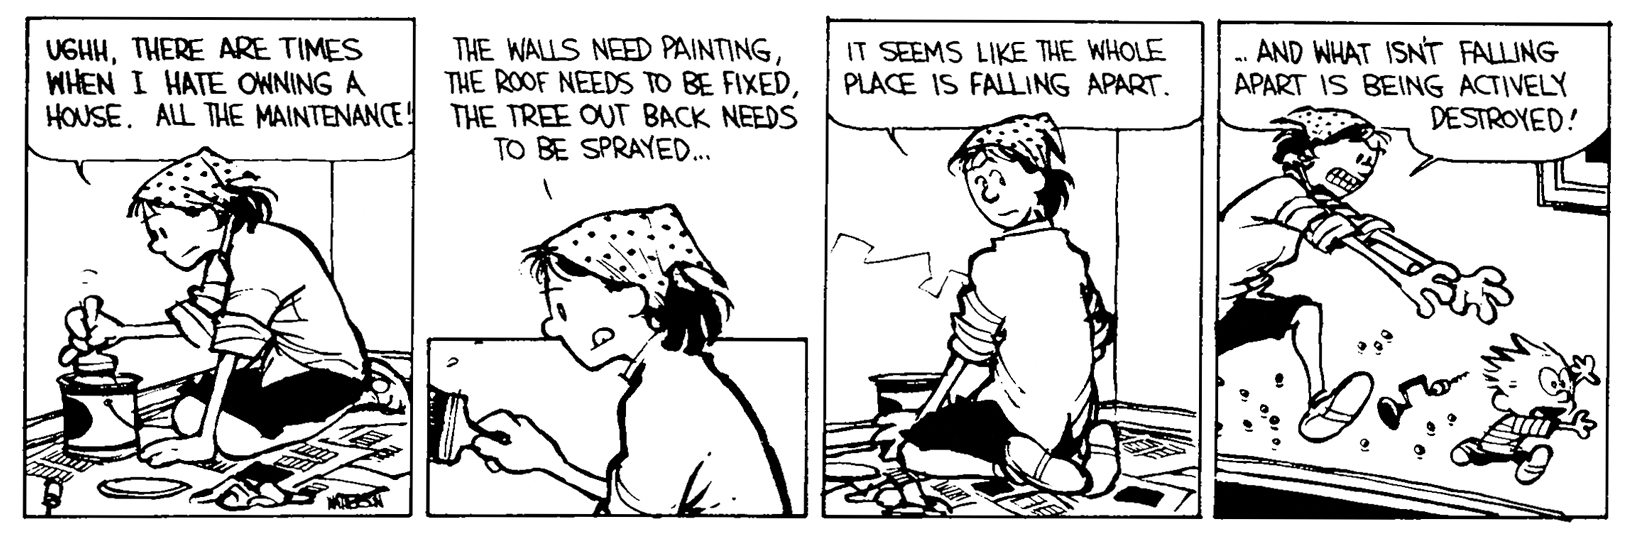 UGHH, THERE ARE TIMES
WHEN I HATE OWNING A
HOUSE. ALL THE MAINTENANCE!
THE WALLS NEED PAINTING,
THE ROOF NEEDS TO BE FIXED,
THE TREE OUT BACK NEEDS
TO BE SPRAYED...
IT SEEMS LIKE THE WHOLE
PLACE IS FALLING APART.
...AND WHAT ISN'T FALLING
APART IS BEING ACTIVELY
DESTROYED!